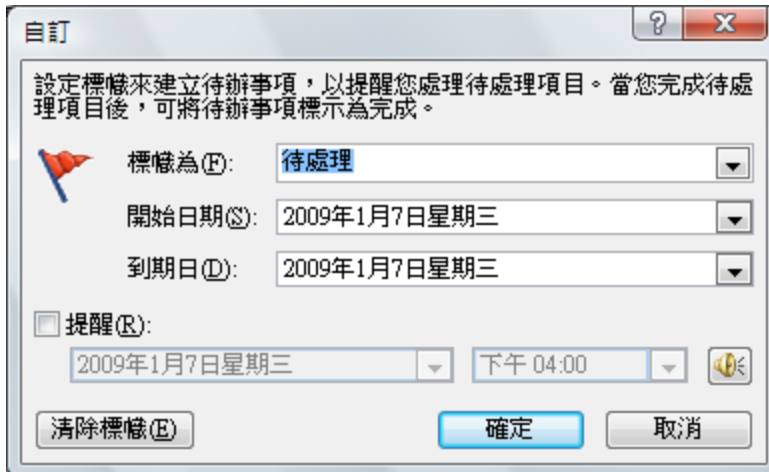 自訂
設定標幟來建立待辦事項，以提醒您處理待處理項目。當您完成待處
理項目後，可將待辦事項標示為完成。
標幟為(F): 待處理
開始日期(S): 2009年1月7日星期三
到期日(D): 2009年1月7日星期三
提醒(R):
2009年1月7日星期三 下午 04:00
清除標幟(E) 確定 取消